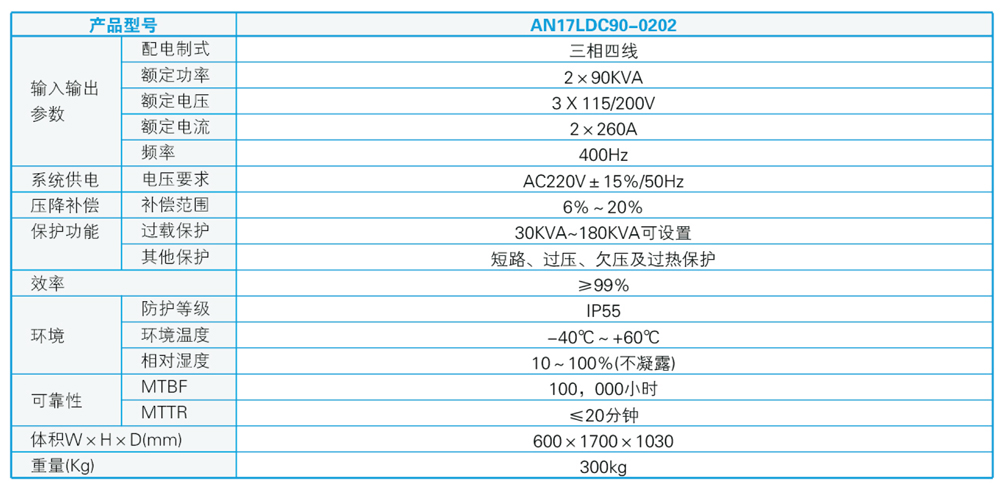 产品型号 AN17LDC90-0202
输入输出参数 配电制式 三相四线
额定功率 2×90KVA
额定电压 3 X 115/200V
额定电流 2×260A
频率 400Hz
系统供电 电压要求 AC220V±15%/50Hz
压降补偿 补偿范围 6%~20%
保护功能 过载保护 30KVA~180KVA可设置
其他保护 短路、过压、欠压及过热保护
效率 ≥99%
环境 防护等级 IP55
环境温度 -40℃~+60℃
相对湿度 10~100%(不凝露)
可靠性 MTBF 100，000小时
MTTR ≤20分钟
体积W×H×D(mm) 600×1700×1030
重量(Kg) 300kg